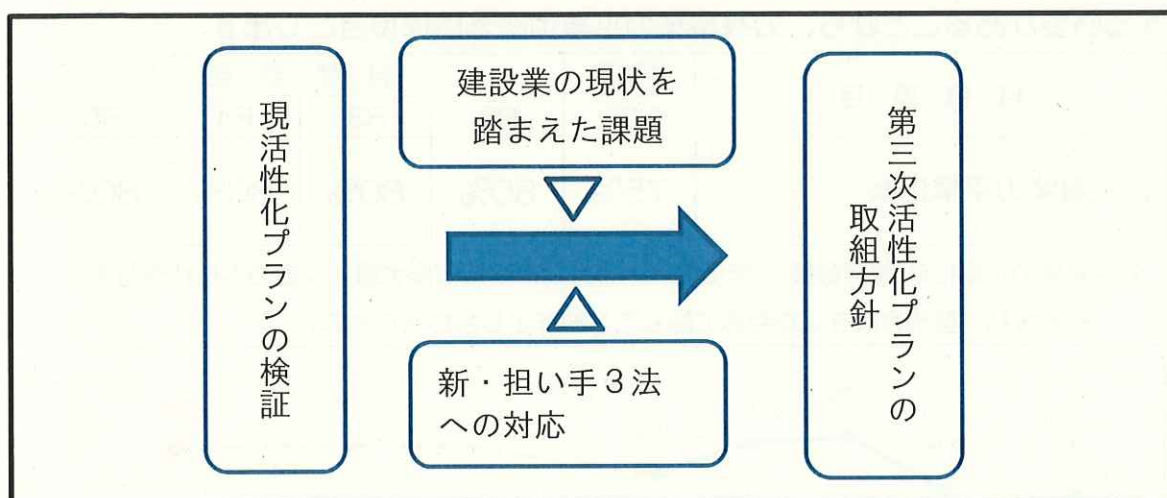 現活性化プランの検証
建設業の現状を
踏まえた課題
新・担い手３法
への対応
第三次活性化プランの
取組方針